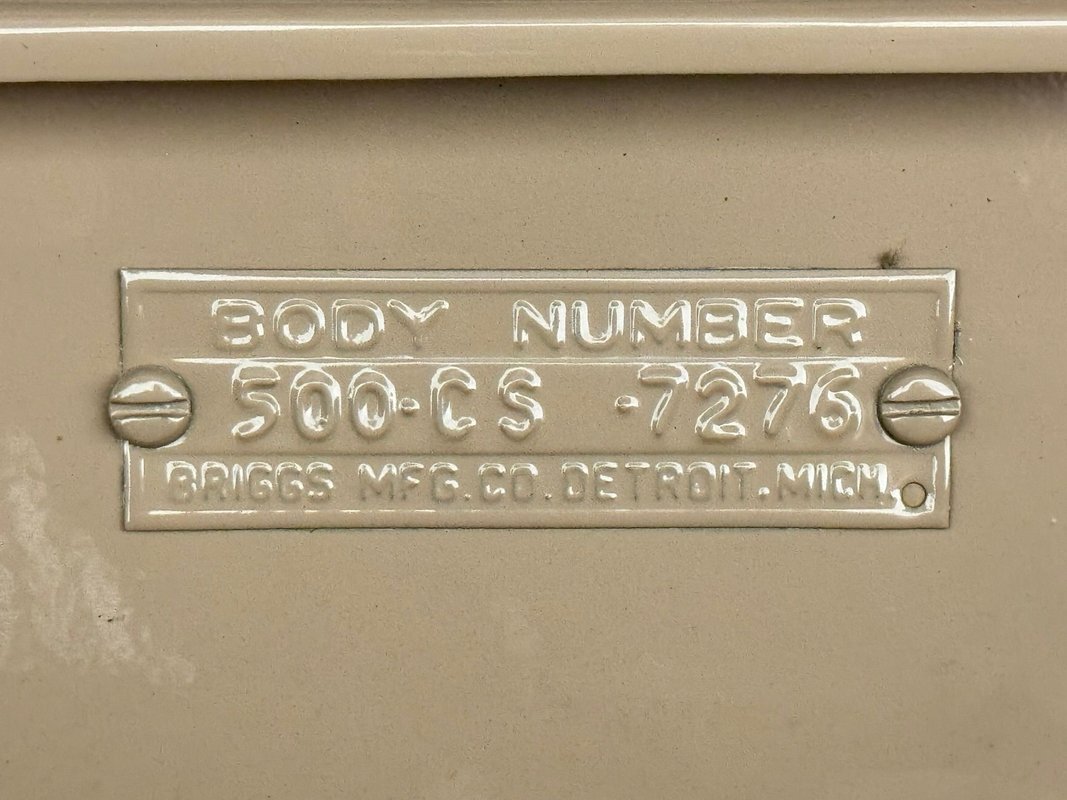 BODY NUMBER
500-CS -7276
BRIGGS MFG.CO.DETROIT.MICH.